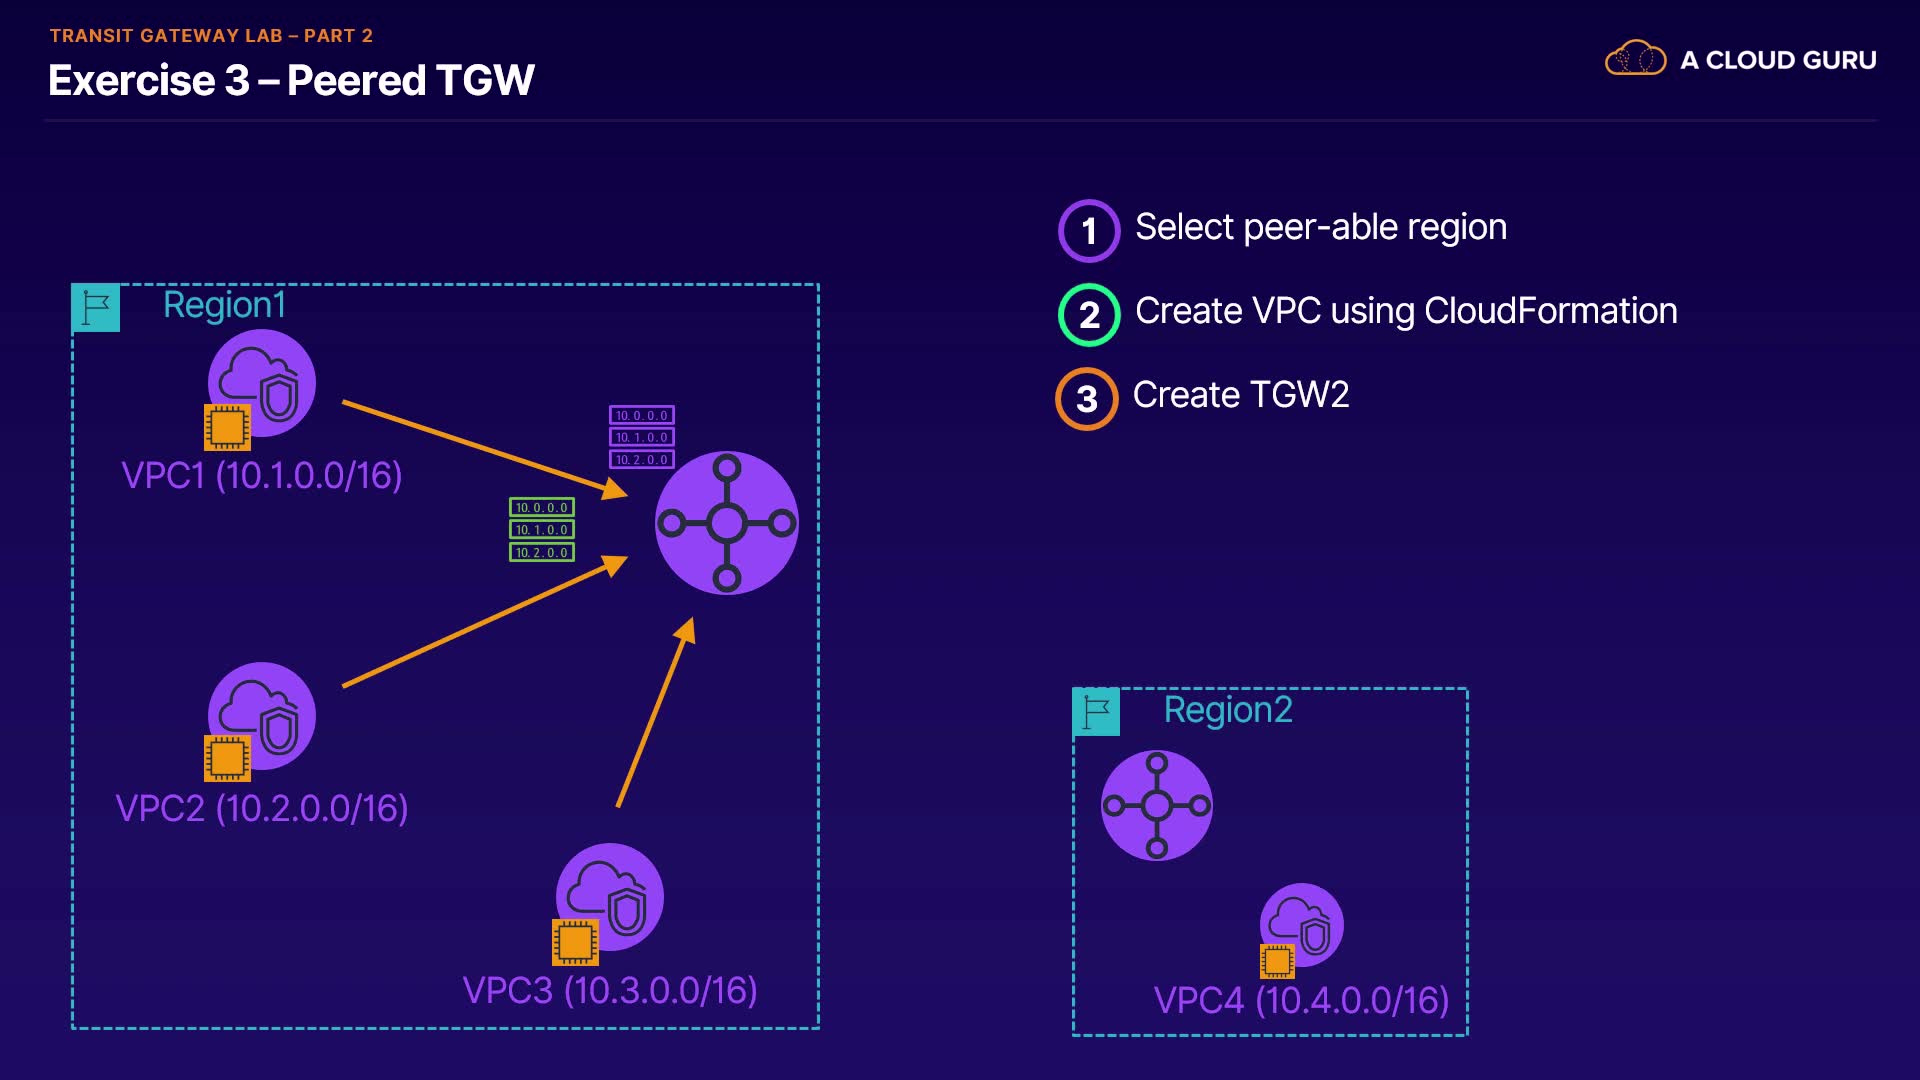 TRANSIT GATEWAY LAB – PART 2
Exercise 3 – Peered TGW
A CLOUD GURU
1 Select peer-able region
2 Create VPC using CloudFormation
3 Create TGW2
Region1
10.0.0.0
10.1.0.0
10.2.0.0
VPC1 (10.1.0.0/16)
10.0.0.0
10.1.0.0
10.2.0.0
VPC2 (10.2.0.0/16)
VPC3 (10.3.0.0/16)
Region2
VPC4 (10.4.0.0/16)